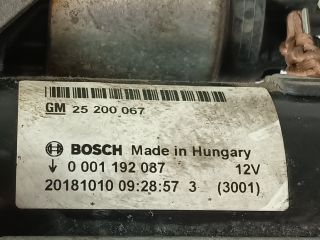 GM 25 200 067
BOSCH Made in Hungary
↓ 0 001 192 087 12V
20181010 09:28:57 3 (3001)